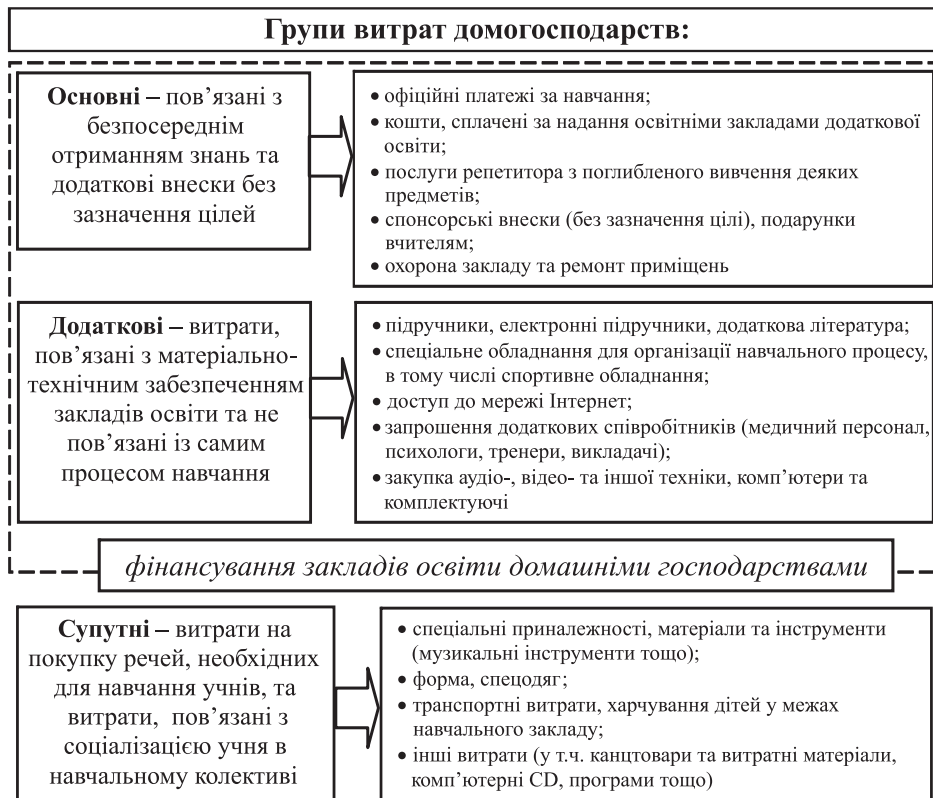 Групи витрат домогосподарств:
Основні – пов’язані з
безпосереднім
отриманням знань та
додаткові внески без
зазначення цілей
• офіційні платежі за навчання;
• кошти, сплачені за надання освітніми закладами додаткової
освіти;
• послуги репетитора з поглибленого вивчення деяких
предметів;
• спонсорські внески (без зазначення цілі), подарунки
вчителям;
• охорона закладу та ремонт приміщень
Додаткові – витрати,
пов’язані з матеріально-
технічним забезпеченням
закладів освіти та не
пов’язані із самим
процесом навчання
• підручники, електронні підручники, додаткова література;
• спеціальне обладнання для організації навчального процесу,
в тому числі спортивне обладнання;
• доступ до мережі Інтернет;
• запрошення додаткових співробітників (медичний персонал,
психологи, тренери, викладачі);
• закупка аудіо-, відео- та іншої техніки, комп’ютери та
комплектуючі
фінансування закладів освіти домашніми господарствами
Супутні – витрати на
покупку речей, необхідних
для навчання учнів, та
витрати, пов’язані з
соціалізацією учня в
навчальному колективі
• спеціальні приналежності, матеріали та інструменти
(музикальні інструменти тощо);
• форма, спецодяг;
• транспортні витрати, харчування дітей у межах
навчального закладу;
• інші витрати (у т.ч. канцтовари та витратні матеріали,
комп’ютерні CD, програми тощо)